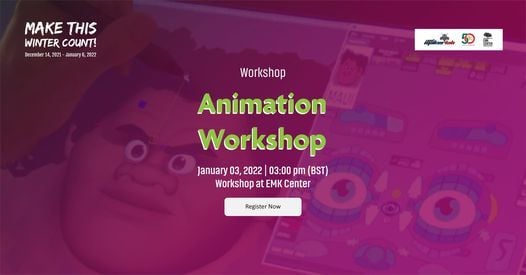 MAKE THIS
WINTER COUNT!
December 14, 2021 - January 6, 2022
Workshop
Animation
Workshop
January 03, 2022 | 03:00 pm (BST)
Workshop at EMK Center
Register Now
MAUI